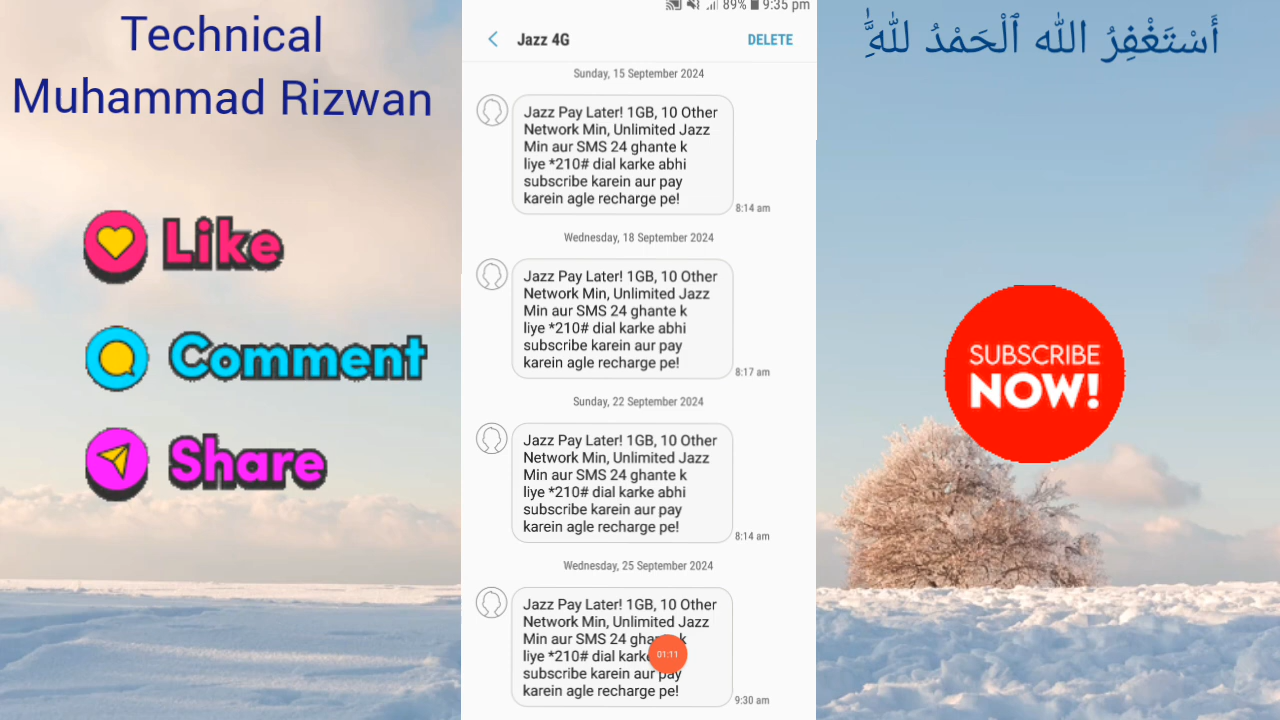 Technical
Muhammad Rizwan
Like
Comment
Share
89% 9:35 pm
Jazz 4G
DELETE
Sunday, 15 September 2024
Jazz Pay Later! 1GB, 10 Other
Network Min, Unlimited Jazz
Min aur SMS 24 ghante k
liye *210# dial karke abhi
subscribe karein aur pay
karein agle recharge pe!
8:14 am
Wednesday, 18 September 2024
Jazz Pay Later! 1GB, 10 Other
Network Min, Unlimited Jazz
Min aur SMS 24 ghante k
liye *210# dial karke abhi
subscribe karein aur pay
karein agle recharge pe!
8:17 am
Sunday, 22 September 2024
Jazz Pay Later! 1GB, 10 Other
Network Min, Unlimited Jazz
Min aur SMS 24 ghante k
liye *210# dial karke abhi
subscribe karein aur pay
karein agle recharge pe!
8:14 am
Wednesday, 25 September 2024
Jazz Pay Later! 1GB, 10 Other
Network Min, Unlimited Jazz
Min aur SMS 24 ghante k
liye *210# dial karke
subscribe karein aur pay
karein agle recharge pe!
9:30 am
01:11
أَسْتَغْفِرُ الله ٱلْحَمْدُ لِلَّٰهِ
SUBSCRIBE
NOW!